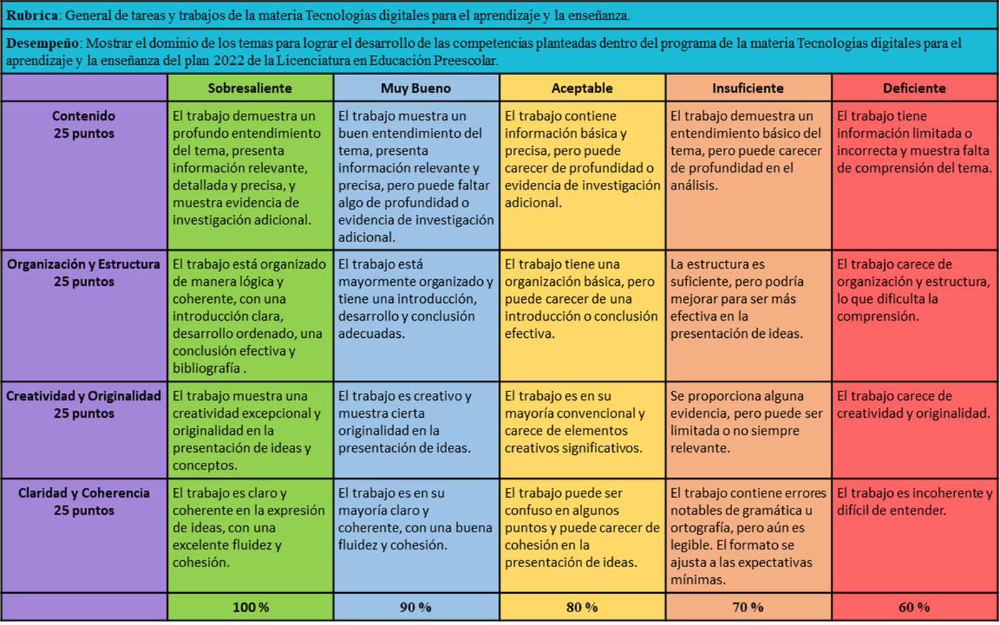 Rubrica: General de tareas y trabajos de la materia Tecnologías digitales para el aprendizaje y la enseñanza.
Desempeño: Mostrar el dominio de los temas para lograr el desarrollo de las competencias planteadas dentro del programa de la materia Tecnologías digitales para el
aprendizaje y la enseñanza del plan 2022 de la Licenciatura en Educación Preescolar.
Sobresaliente
Muy Bueno
Aceptable
Insuficiente
Deficiente
Contenido
25 puntos
El trabajo demuestra un
profundo entendimiento
del tema, presenta
información relevante,
detallada y precisa, y
muestra evidencia de
investigación adicional.
El trabajo muestra un
buen entendimiento del
tema, presenta
información relevante y
precisa, pero puede faltar
algo de profundidad o
evidencia de investigación
adicional.
El trabajo contiene
información básica y
precisa, pero puede
carecer de profundidad o
evidencia de investigación
adicional.
El trabajo demuestra un
entendimiento básico del
tema, pero puede carecer
de profundidad en el
análisis.
El trabajo tiene
información limitada o
incorrecta y muestra falta
de comprensión del tema.
Organización y Estructura
25 puntos
El trabajo está organizado
de manera lógica y
coherente, con una
introducción clara,
desarrollo ordenado, una
conclusión efectiva y
bibliografía .
El trabajo está
mayormente organizado y
tiene una introducción,
desarrollo y conclusión
adecuadas.
El trabajo tiene una
organización básica, pero
puede carecer de una
introducción o conclusión
efectiva.
La estructura es
suficiente, pero podría
mejorar para ser más
efectiva en la
presentación de ideas.
El trabajo carece de
organización y estructura,
lo que dificulta la
comprensión.
Creatividad y Originalidad
25 puntos
El trabajo muestra una
creatividad excepcional y
originalidad en la
presentación de ideas y
conceptos.
El trabajo es creativo y
muestra cierta
originalidad en la
presentación de ideas.
El trabajo es en su
mayoría convencional y
carece de elementos
creativos significativos.
Se proporciona alguna
evidencia, pero puede ser
limitada o no siempre
relevante.
El trabajo carece de
creatividad y originalidad.
Claridad y Coherencia
25 puntos
El trabajo es claro y
coherente en la expresión
de ideas, con una
excelente fluidez y
cohesión.
El trabajo es en su
mayoría claro y
coherente, con una buena
fluidez y cohesión.
El trabajo puede ser
confuso en algunos
puntos y puede carecer de
cohesión en la
presentación de ideas.
El trabajo contiene errores
notables de gramática u
ortografía, pero aún es
legible. El formato se
ajusta a las expectativas
mínimas.
El trabajo es incoherente y
difícil de entender.
100 %
90 %
80 %
70 %
60 %